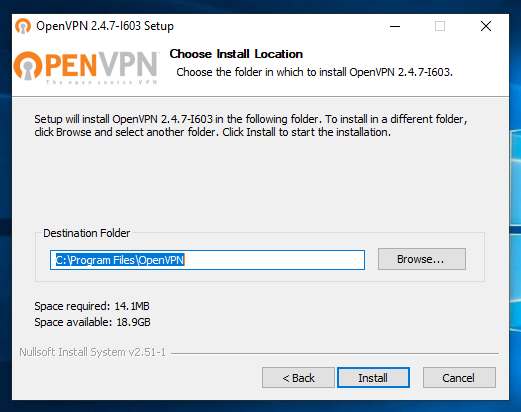 OpenVPN 2.4.7-I603 Setup
OPENVPN
The open source VPN
Choose Install Location
Choose the folder in which to install OpenVPN 2.4.7-I603.
Setup will install OpenVPN 2.4.7-I603 in the following folder. To install in a different folder,
click Browse and select another folder. Click Install to start the installation.
Destination Folder
C:\Program Files\OpenVPN
Browse...
Space required: 14.1MB
Space available: 18.9GB
Nullsoft Install System v2.51-1
< Back
Install
Cancel